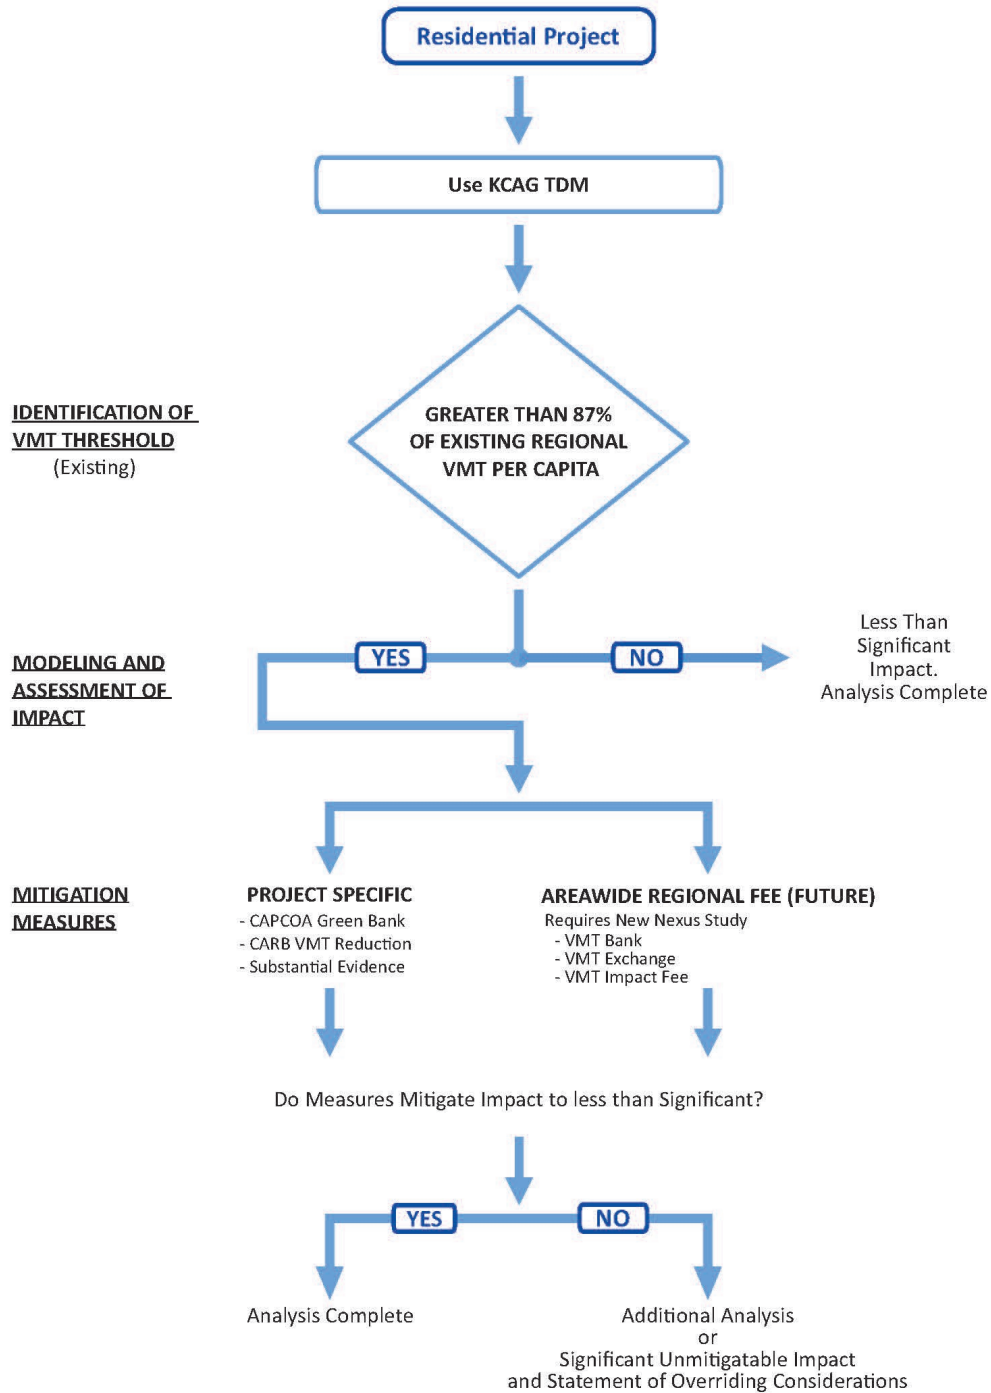 Residential Project
Use KCAG TDM
IDENTIFICATION OF
VMT THRESHOLD
(Existing)
GREATER THAN 87%
OF EXISTING REGIONAL
VMT PER CAPITA
MODELING AND
ASSESSMENT OF
IMPACT
YES
NO
Less Than
Significant
Impact.
Analysis Complete
MITIGATION
MEASURES
PROJECT SPECIFIC
- CAPCOA Green Bank
- CARB VMT Reduction
- Substantial Evidence
AREAWIDE REGIONAL FEE (FUTURE)
Requires New Nexus Study
- VMT Bank
- VMT Exchange
- VMT Impact Fee
Do Measures Mitigate Impact to less than Significant?
YES
NO
Analysis Complete
Additional Analysis
or
Significant Unmitigatable Impact
and Statement of Overriding Considerations